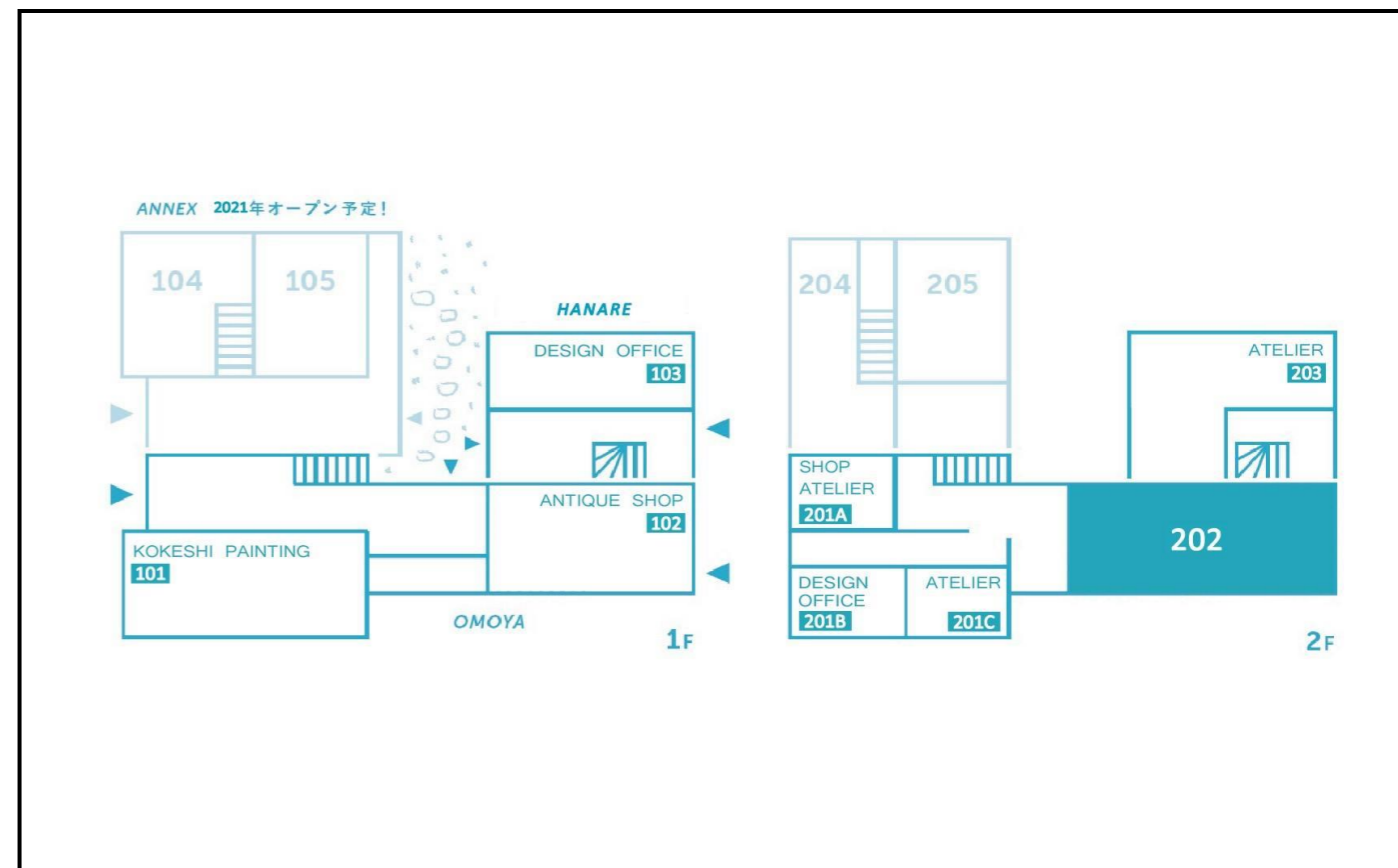 ANNEX 2021年オープン予定!
104
105
HANARE
DESIGN OFFICE
103
ANTIQUE SHOP
102
KOKESHI PAINTING
101
OMOYA
1F
204
205
ATELIER
203
SHOP
ATELIER
201A
202
DESIGN
OFFICE
201B
ATELIER
201C
2F